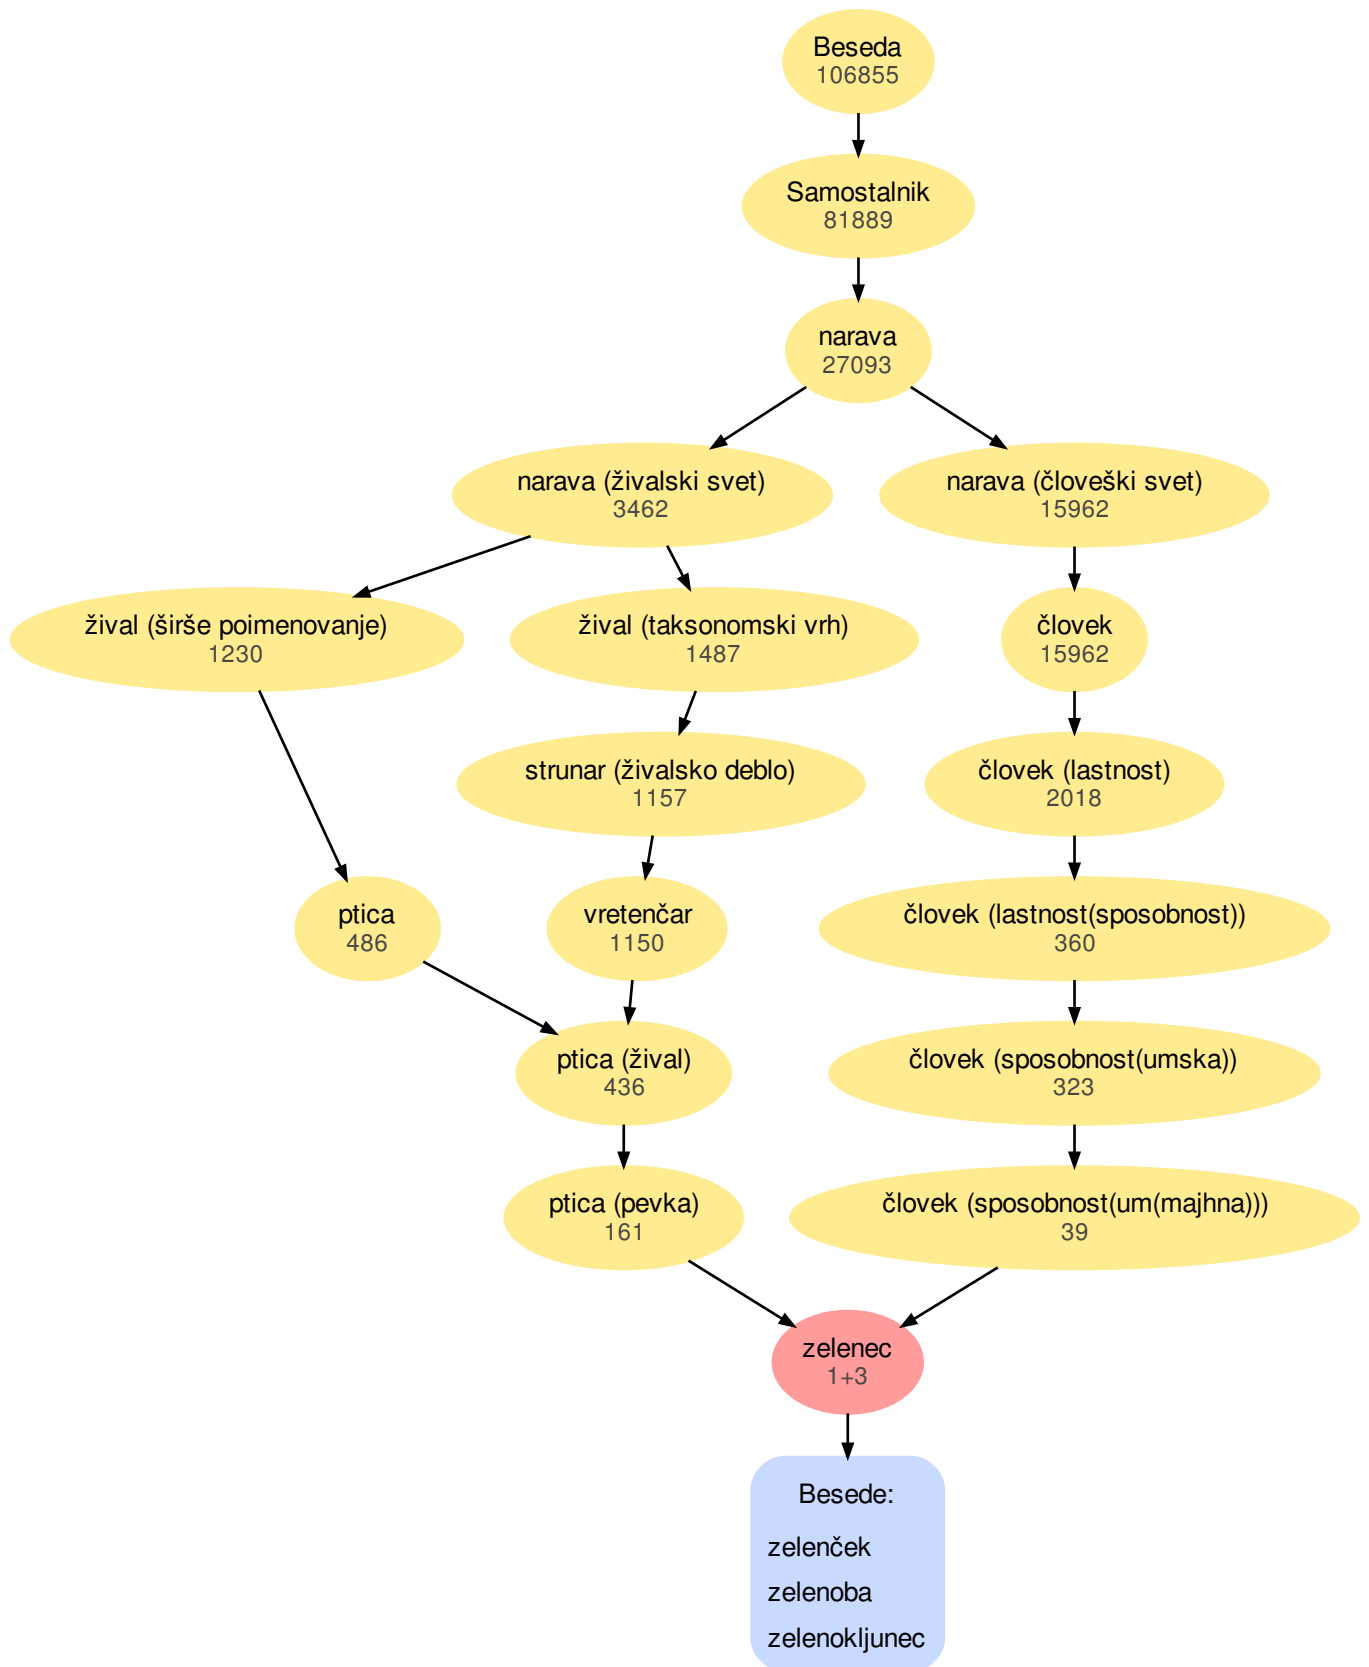 Beseda
106855
Samostalnik
81889
narava
27093
narava (živalski svet)
3462
narava (človeški svet)
15962
žival (širše poimenovanje)
1230
žival (taksonomski vrh)
1487
človek
15962
strunar (živalsko deblo)
1157
človek (lastnost)
2018
ptica
486
vretenčar
1150
človek (lastnost(sposobnost))
360
ptica (žival)
436
človek (sposobnost(umska))
323
ptica (pevka)
161
človek (sposobnost(um(majhna)))
39
zelenec
1+3
Besede:
zelenček
zelenoba
zelenokljunec